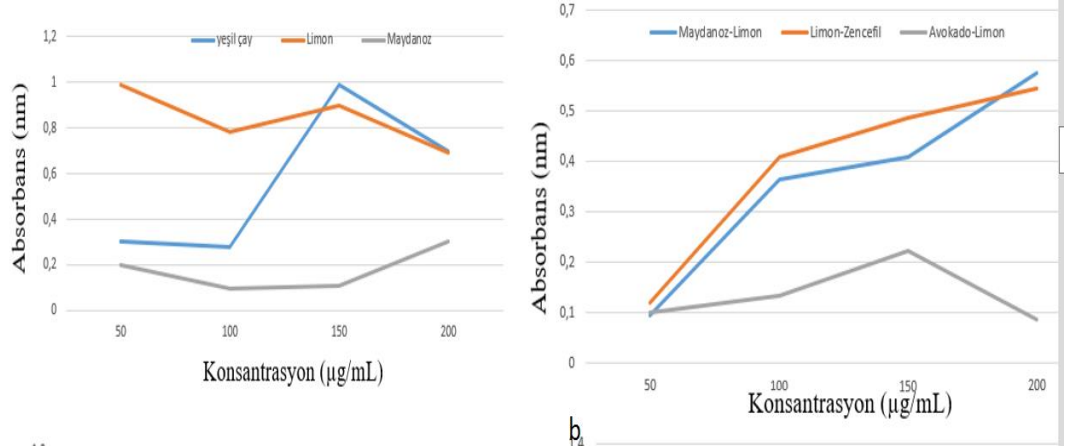 yeşil çay Limon Maydanoz
1,2
1
0,8
0,6
0,4
0,2
0
50 100 150 200
Absorbans (nm)
Konsantrasyon (µg/mL)
Maydanoz-Limon Limon-Zencefil Avokado-Limon
0,7
0,6
0,5
0,4
0,3
0,2
0,1
0
50 100 150 200
Absorbans (nm)
Konsantrasyon (µg/mL)
b